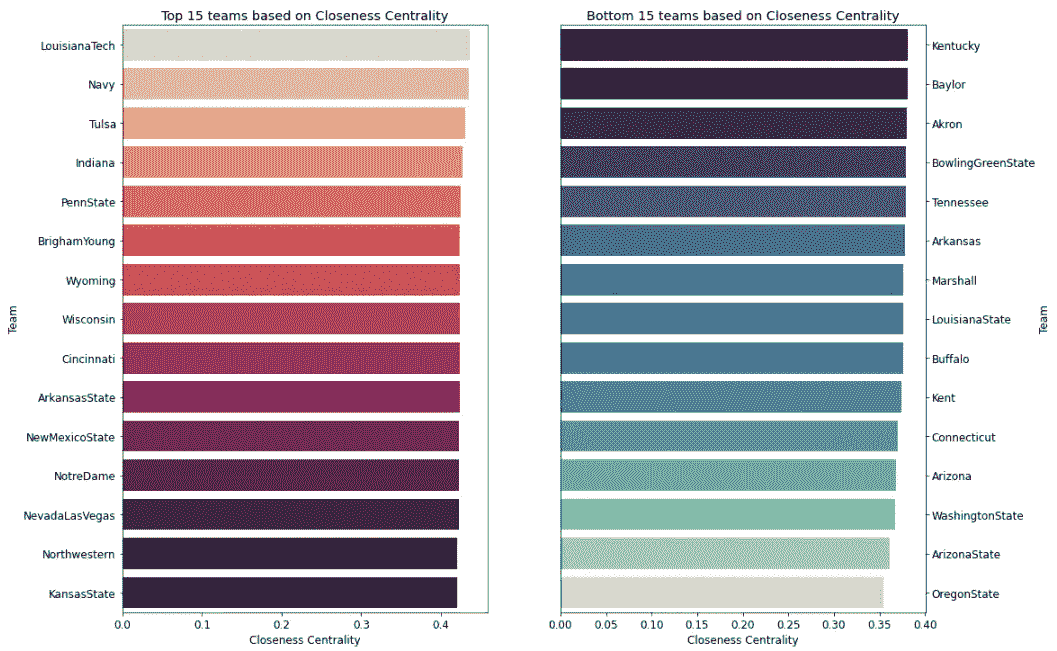 Top 15 teams based on Closeness Centrality
Team
LouisianaTech
Navy
Tulsa
Indiana
PennState
BrighamYoung
Wyoming
Wisconsin
Cincinnati
ArkansasState
NewMexicoState
NotreDame
NevadaLasVegas
Northwestern
KansasState
0.0 0.1 0.2 0.3 0.4
Closeness Centrality
Bottom 15 teams based on Closeness Centrality
Kentucky
Baylor
Akron
BowlingGreenState
Tennessee
Arkansas
Marshall
LouisianaState
Buffalo
Kent
Connecticut
Arizona
WashingtonState
ArizonaState
OregonState
Team
0.00 0.05 0.10 0.15 0.20 0.25 0.30 0.35 0.40
Closeness Centrality